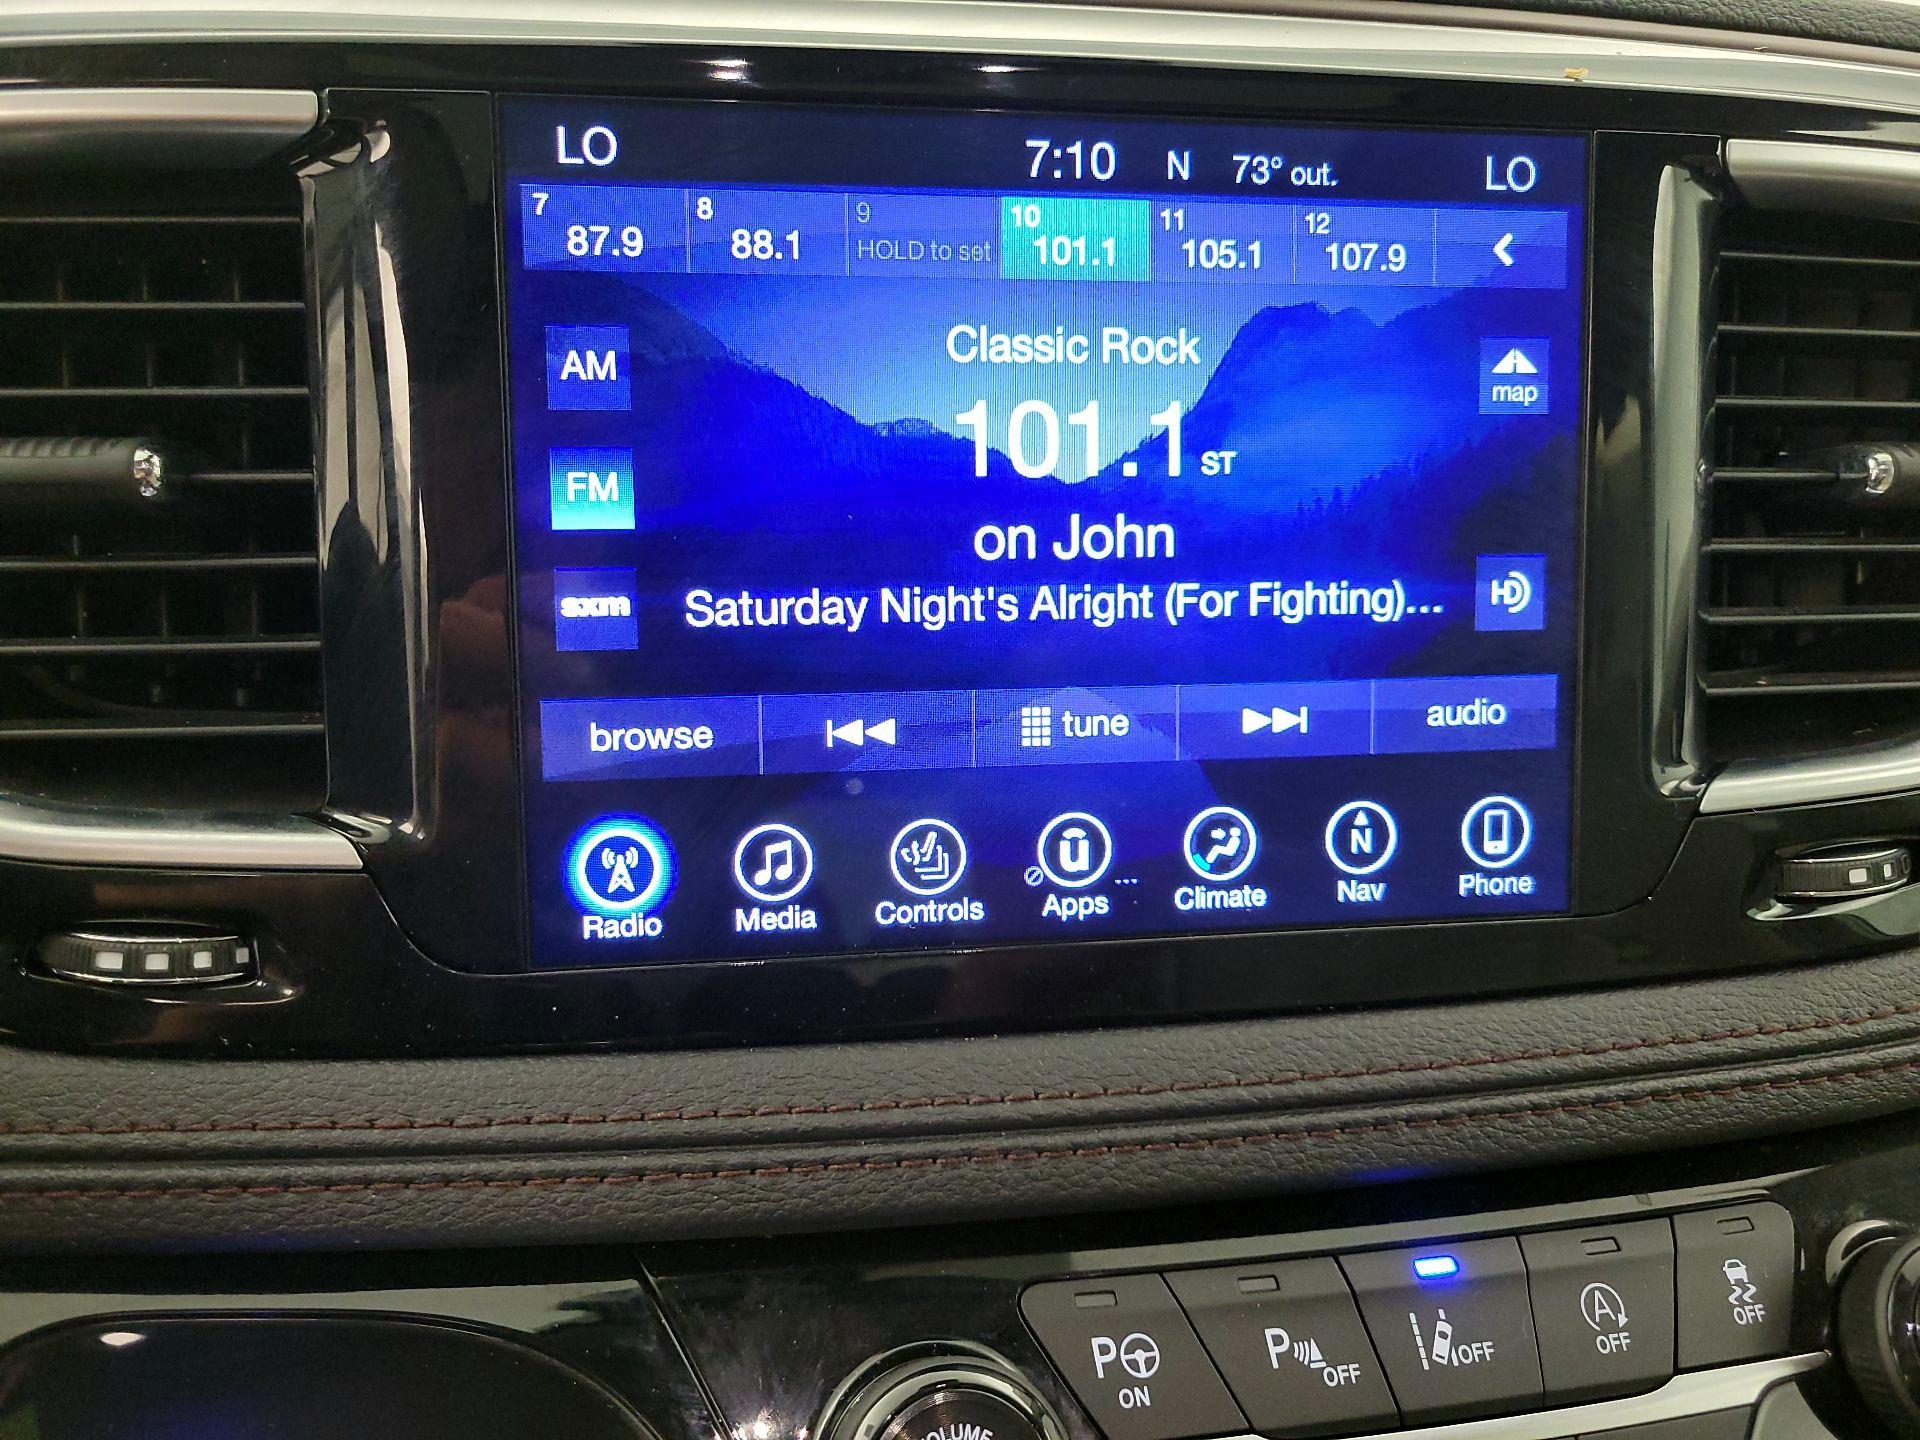 LO 7:10 N 73° out. LO
7 8 9 10 11 12
87.9 88.1 HOLD to set 101.1 105.1 107.9
Classic Rock
AM
map
101.1 ST
FM
on John
Saturday Night's Alright (For Fighting)...
sxm
HD
browse tune audio
Radio Media Controls Apps Climate Nav Phone
P ON
P OFF
OFF
A OFF
OFF
VOLUME